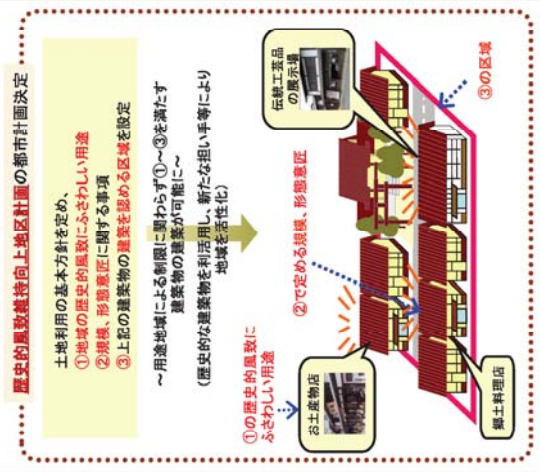 歴史的風致維持向上地区計画の都市計画決定
土地利用の基本方針を定め、
①地域の歴史的風致にふさわしい用途
②規模、形態意匠に関する事項
③上記の建築物の建築を認める区域を設定
～用途地域による制限に関わらず①～③を満たす
建築物の建築が可能に～
（歴史的な建築物を利活用し、新たな担い手等により
地域を活性化）
①の歴史的風致に
ふさわしい用途
②で定める規模、形態意匠
伝統工芸品
の展示場
お土産物店
郷土料理店
③の区域